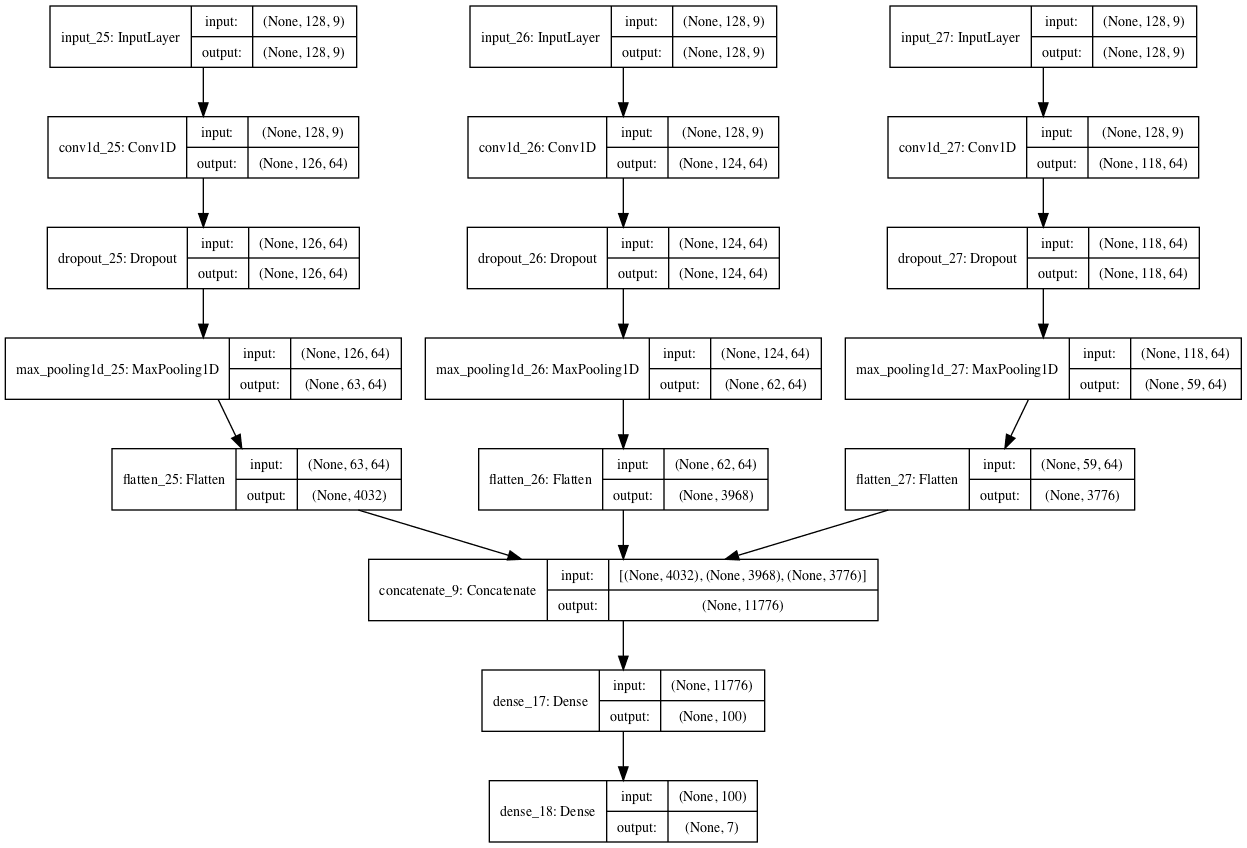 input_25: InputLayer
input: (None, 128, 9)
output: (None, 128, 9)
input_26: InputLayer
input: (None, 128, 9)
output: (None, 128, 9)
input_27: InputLayer
input: (None, 128, 9)
output: (None, 128, 9)
conv1d_25: Conv1D
input: (None, 128, 9)
output: (None, 126, 64)
conv1d_26: Conv1D
input: (None, 128, 9)
output: (None, 124, 64)
conv1d_27: Conv1D
input: (None, 128, 9)
output: (None, 118, 64)
dropout_25: Dropout
input: (None, 126, 64)
output: (None, 126, 64)
dropout_26: Dropout
input: (None, 124, 64)
output: (None, 124, 64)
dropout_27: Dropout
input: (None, 118, 64)
output: (None, 118, 64)
max_pooling1d_25: MaxPooling1D
input: (None, 126, 64)
output: (None, 63, 64)
max_pooling1d_26: MaxPooling1D
input: (None, 124, 64)
output: (None, 62, 64)
max_pooling1d_27: MaxPooling1D
input: (None, 118, 64)
output: (None, 59, 64)
flatten_25: Flatten
input: (None, 63, 64)
output: (None, 4032)
flatten_26: Flatten
input: (None, 62, 64)
output: (None, 3968)
flatten_27: Flatten
input: (None, 59, 64)
output: (None, 3776)
concatenate_9: Concatenate
input: [(None, 4032), (None, 3968), (None, 3776)]
output: (None, 11776)
dense_17: Dense
input: (None, 11776)
output: (None, 100)
dense_18: Dense
input: (None, 100)
output: (None, 7)